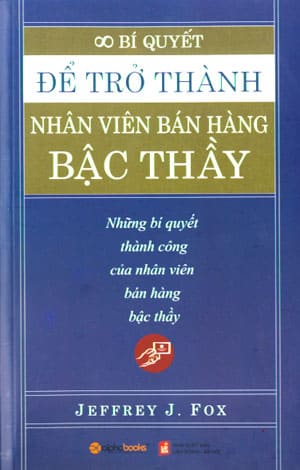 ∞ BÍ QUYẾT
ĐỂ TRỞ THÀNH
NHÂN VIÊN BÁN HÀNG
BẬC THẦY
Những bí quyết
thành công
của nhân viên
bán hàng
bậc thầy
JEFFREY J. FOX
alphabooks